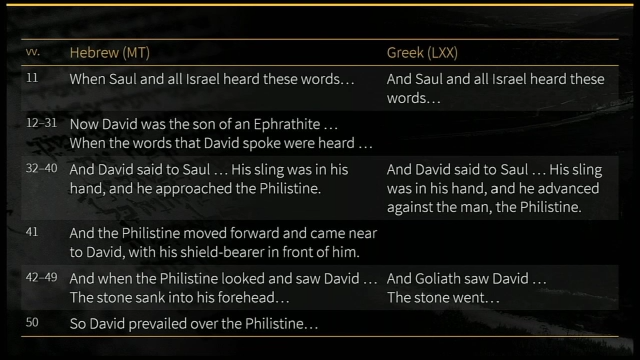 vv. Hebrew (MT) Greek (LXX)
11 When Saul and all Israel heard these words… And Saul and all Israel heard these
words…
12–31 Now David was the son of an Ephrathite …
When the words that David spoke were heard …
32–40 And David said to Saul … His sling was in his And David said to Saul … His sling
hand, and he approached the Philistine. was in his hand, and he advanced
against the man, the Philistine.
41 And the Philistine moved forward and came near
to David, with his shield-bearer in front of him.
42–49 And when the Philistine looked and saw David … And Goliath saw David …
The stone sank into his forehead… The stone went…
50 So David prevailed over the Philistine…